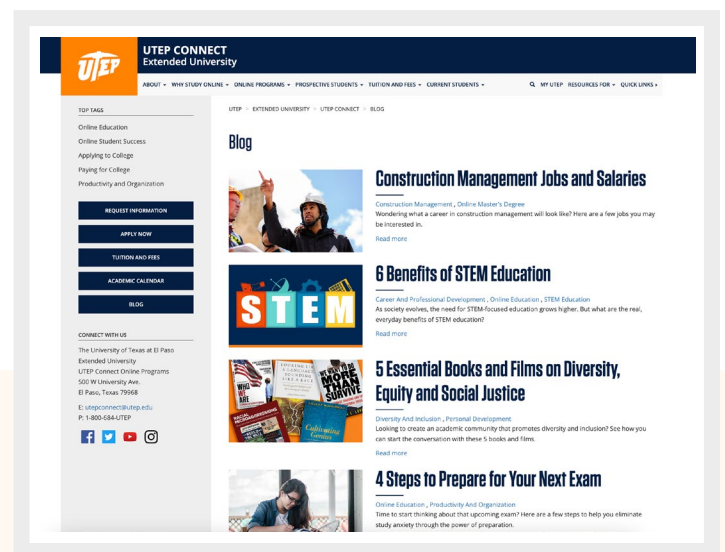 UTEP
UTEP CONNECT
Extended University
ABOUT WHY STUDY ONLINE ONLINE PROGRAMS PROSPECTIVE STUDENTS TUITION AND FEES CURRENT STUDENTS MY UTEP RESOURCES FOR QUICK LINKS
TOP TAGS
Online Education
Online Student Success
Applying to College
Paying for College
Productivity and Organization
REQUEST INFORMATION
APPLY NOW
TUITION AND FEES
ACADEMIC CALENDAR
BLOG
CONNECT WITH US
The University of Texas at El Paso
Extended University
UTEP Connect Online Programs
500 W University Ave.
El Paso, Texas 79968
E: utepconnect@utep.edu
P: 1-800-684-UTEP
UTEP > EXTENDED UNIVERSITY > UTEP CONNECT > BLOG
Blog
Construction Management Jobs and Salaries
Construction Management , Online Master's Degree
Wondering what a career in construction management will look like? Here are a few jobs you may
be interested in.
Read more
STEM
6 Benefits of STEM Education
Career And Professional Development , Online Education , STEM Education
As society evolves, the need for STEM-focused education grows higher. But what are the real,
everyday benefits of STEM education?
Read more
WE WANT TO DO
MORE
THAN
SURVIVE
Cultivating
Genius
5 Essential Books and Films on Diversity,
Equity and Social Justice
Diversity And Inclusion , Personal Development
Looking to create an academic community that promotes diversity and inclusion? See how you
can start the conversation with these 5 books and films.
Read more
4 Steps to Prepare for Your Next Exam
Online Education , Productivity And Organization
Time to start thinking about that upcoming exam? Here are a few steps to help you eliminate
study anxiety through the power of preparation.